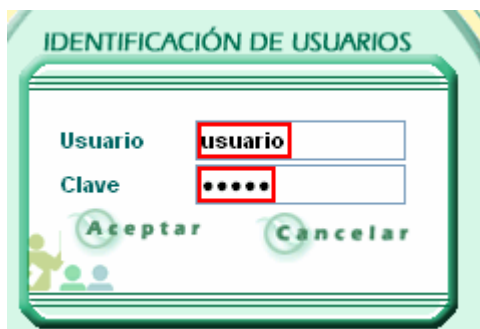 IDENTIFICACIÓN DE USUARIOS
Usuario usuario
Clave •••••
Aceptar Cancelar